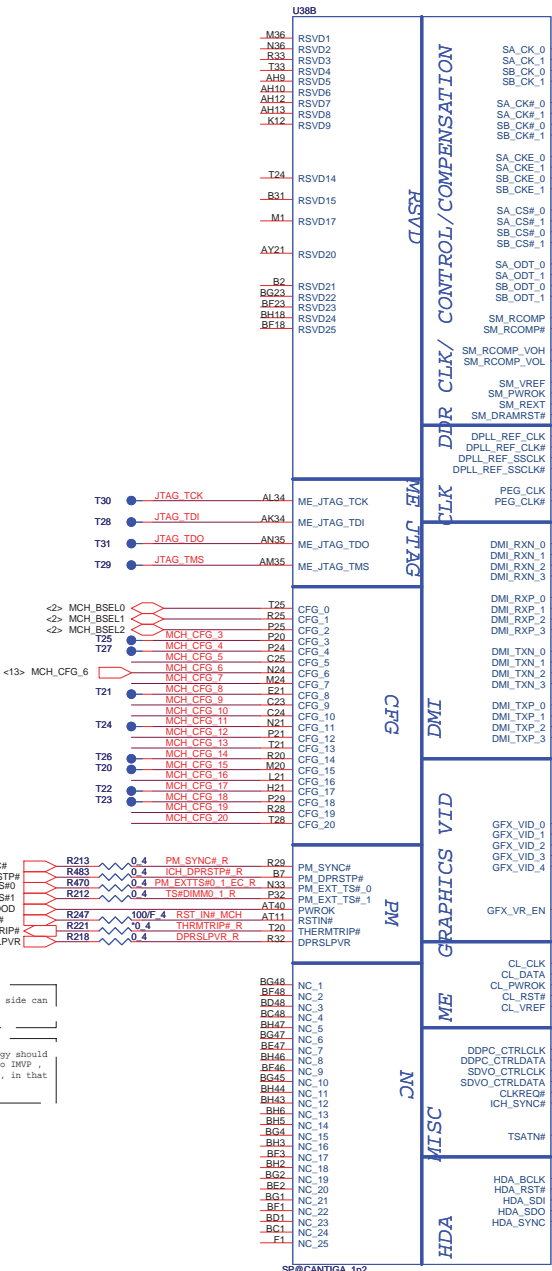 U38B
M36 RSVD1
N36 RSVD2
R33 RSVD3
T33 RSVD4
AH9 RSVD5
AH10 RSVD6
AH12 RSVD7
AH13 RSVD8
K12 RSVD9
T24 RSVD14
B31 RSVD15
M1 RSVD17
AY21 RSVD20
B2 RSVD21
BG23 RSVD22
BF23 RSVD23
BH18 RSVD24
BF18 RSVD25
RSVD
T30 JTAG_TCK AL34 ME_JTAG_TCK
T28 JTAG_TDI AK34 ME_JTAG_TDI
T31 JTAG_TDO AN35 ME_JTAG_TDO
T29 JTAG_TMS AM35 ME_JTAG_TMS
ME JTAG
<2> MCH_BSEL0 T25 CFG_0
<2> MCH_BSEL1 R25 CFG_1
<2> MCH_BSEL2 P25 CFG_2
T25 MCH_CFG_3 P20 CFG_3
T27 MCH_CFG_4 P24 CFG_4
MCH_CFG_5 C25 CFG_5
<13> MCH_CFG_6 MCH_CFG_6 N24 CFG_6
MCH_CFG_7 M24 CFG_7
T21 MCH_CFG_8 E21 CFG_8
MCH_CFG_9 C23 CFG_9
MCH_CFG_10 C24 CFG_10
T24 MCH_CFG_11 N21 CFG_11
MCH_CFG_12 P21 CFG_12
MCH_CFG_13 T21 CFG_13
T26 MCH_CFG_14 R20 CFG_14
T20 MCH_CFG_15 M20 CFG_15
MCH_CFG_16 L21 CFG_16
T22 MCH_CFG_17 H21 CFG_17
T23 MCH_CFG_18 P29 CFG_18
MCH_CFG_19 R28 CFG_19
MCH_CFG_20 T28 CFG_20
CFG
C# R213 0_4 PM_SYNC#_R R29 PM_SYNC#
STP# R483 0_4 ICH_DPRSTP#_R B7 PM_DPRSTP#
S#0 R470 0_4 PM_EXTTS#0_1_EC_R N33 PM_EXT_TS#_0
S#1 R212 0_4 TS#DIMM0_1_R P32 PM_EXT_TS#_1
OOD AT40 PWROK
# R247 100/F_4 RST_IN#_MCH AT11 RSTIN#
RIP# R221 *0_4 THRMTRIP#_R T20 THERMTRIP#
LPVR R218 0_4 DPRSLPVR_R R32 DPRSLPVR
PM
side can
gy should
o IMVP ,
, in that
BG48 NC_1
BF48 NC_2
BD48 NC_3
BC48 NC_4
BH47 NC_5
BG47 NC_6
BE47 NC_7
BH46 NC_8
BF46 NC_9
BG45 NC_10
BH44 NC_11
BH43 NC_12
BH6 NC_13
BH5 NC_14
BG4 NC_15
BH3 NC_16
BF3 NC_17
BH2 NC_18
BG2 NC_19
BE2 NC_20
BG1 NC_21
BF1 NC_22
BD1 NC_23
BC1 NC_24
F1 NC_25
NC
DDR CLK/ CONTROL/COMPENSATION
SA_CK_0
SA_CK_1
SB_CK_0
SB_CK_1
SA_CK#_0
SA_CK#_1
SB_CK#_0
SB_CK#_1
SA_CKE_0
SA_CKE_1
SB_CKE_0
SB_CKE_1
SA_CS#_0
SA_CS#_1
SB_CS#_0
SB_CS#_1
SA_ODT_0
SA_ODT_1
SB_ODT_0
SB_ODT_1
SM_RCOMP
SM_RCOMP#
SM_RCOMP_VOH
SM_RCOMP_VOL
SM_VREF
SM_PWROK
SM_REXT
SM_DRAMRST#
CLK
DPLL_REF_CLK
DPLL_REF_CLK#
DPLL_REF_SSCLK
DPLL_REF_SSCLK#
PEG_CLK
PEG_CLK#
DMI
DMI_RXN_0
DMI_RXN_1
DMI_RXN_2
DMI_RXN_3
DMI_RXP_0
DMI_RXP_1
DMI_RXP_2
DMI_RXP_3
DMI_TXN_0
DMI_TXN_1
DMI_TXN_2
DMI_TXN_3
DMI_TXP_0
DMI_TXP_1
DMI_TXP_2
DMI_TXP_3
GRAPHICS VID
GFX_VID_0
GFX_VID_1
GFX_VID_2
GFX_VID_3
GFX_VID_4
GFX_VR_EN
ME
CL_CLK
CL_DATA
CL_PWROK
CL_RST#
CL_VREF
MISC
DDPC_CTRLCLK
DDPC_CTRLDATA
SDVO_CTRLCLK
SDVO_CTRLDATA
CLKREQ#
ICH_SYNC#
TSATN#
HDA
HDA_BCLK
HDA_RST#
HDA_SDI
HDA_SDO
HDA_SYNC
SP@CANTIGA_1p2